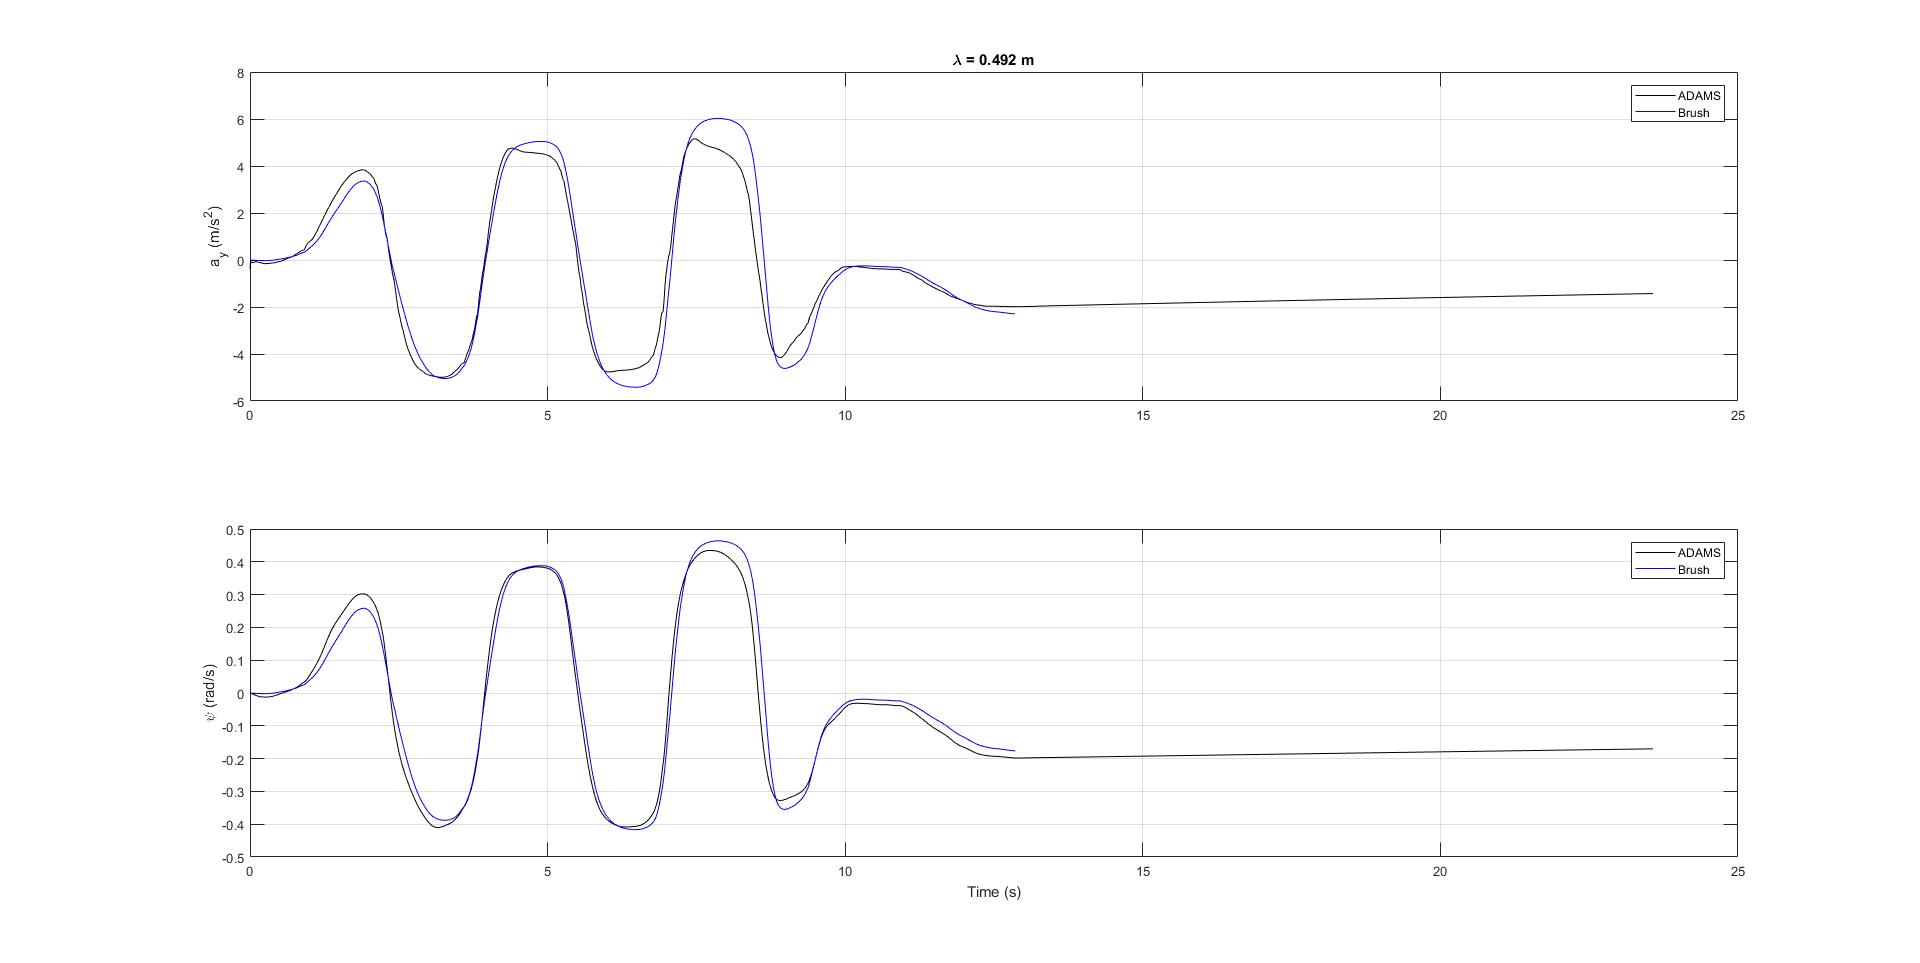 λ = 0.492 m
8
6
4
2
0
-2
-4
-6
a_y (m/s^2)
ADAMS
Brush
0 5 10 15 20 25
0.5
0.4
0.3
0.2
0.1
0
-0.1
-0.2
-0.3
-0.4
-0.5
ψ (rad/s)
ADAMS
Brush
0 5 10 15 20 25
Time (s)